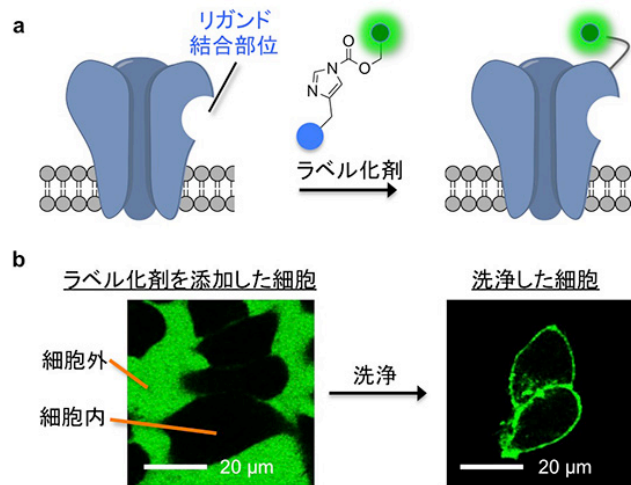 a
リガンド
結合部位
O
N
O
N
ラベル化剤
b
ラベル化剤を添加した細胞
洗浄した細胞
細胞外
細胞内
洗浄
20 μm
20 μm